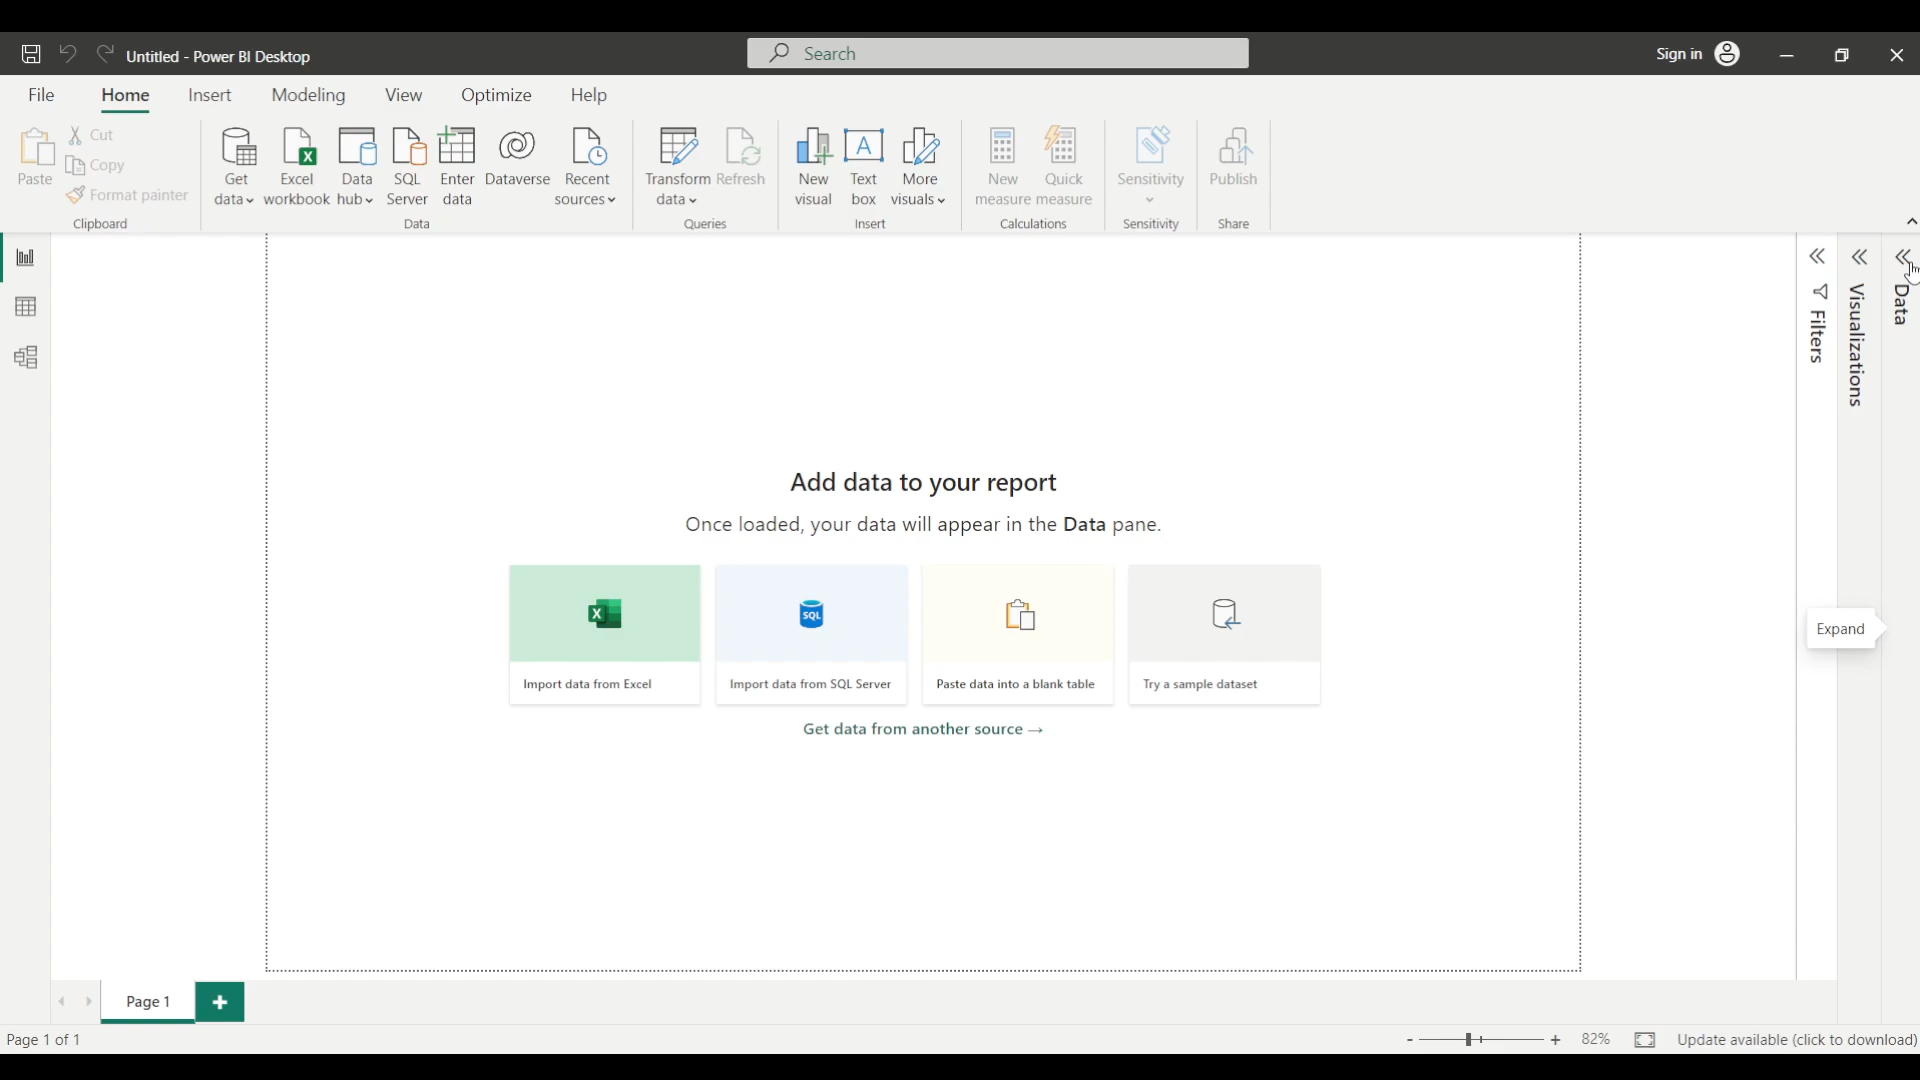 Untitled - Power BI Desktop
Search
Sign in
File Home Insert Modeling View Optimize Help
Paste
Cut
Copy
Format painter
Clipboard
Get data
Excel workbook
Data hub
SQL Server
Enter data
Dataverse
Recent sources
Data
Transform data
Refresh
Queries
New visual
Text box
More visuals
Insert
New measure
Quick measure
Calculations
Sensitivity
Sensitivity
Publish
Share
Filters
Visualizations
Data
Add data to your report
Once loaded, your data will appear in the Data pane.
SQL
Import data from Excel
Import data from SQL Server
Paste data into a blank table
Try a sample dataset
Get data from another source →
Expand
Page 1
Page 1 of 1
- + 82%
Update available (click to download)